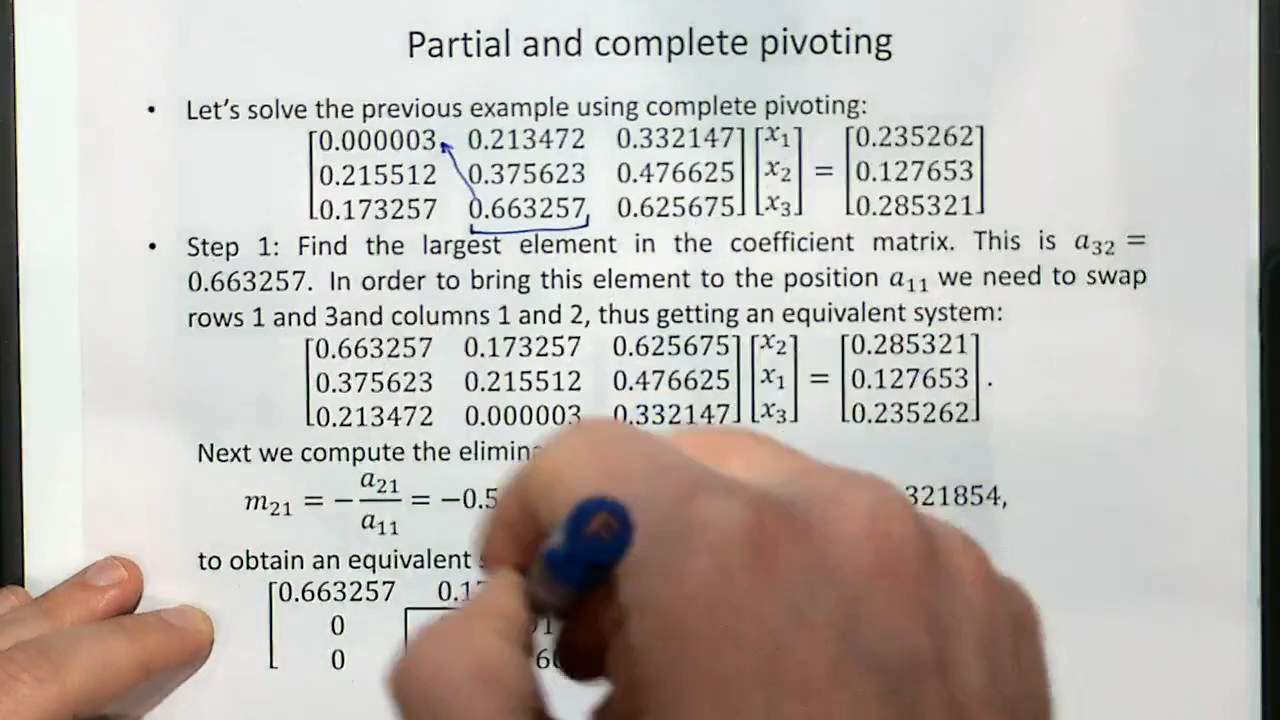 Partial and complete pivoting
• Let's solve the previous example using complete pivoting:
[0.000003 0.213472 0.332147] [x₁] [0.235262]
0.215512 0.375623 0.476625 x₂ = 0.127653
[0.173257 0.663257 0.625675] [x₃] [0.285321]
• Step 1: Find the largest element in the coefficient matrix. This is a₃₂ =
0.663257. In order to bring this element to the position a₁₁ we need to swap
rows 1 and 3and columns 1 and 2, thus getting an equivalent system:
[0.663257 0.173257 0.625675] [x₂] [0.285321]
0.375623 0.215512 0.476625 x₁ = 0.127653 .
[0.213472 0.000003 0.332147] [x₃] [0.235262]
Next we compute the
m₂₁ = − a₂₁ / a₁₁ = −0.5 321854,
to obtain an equivalent
[0.663257
0
[0